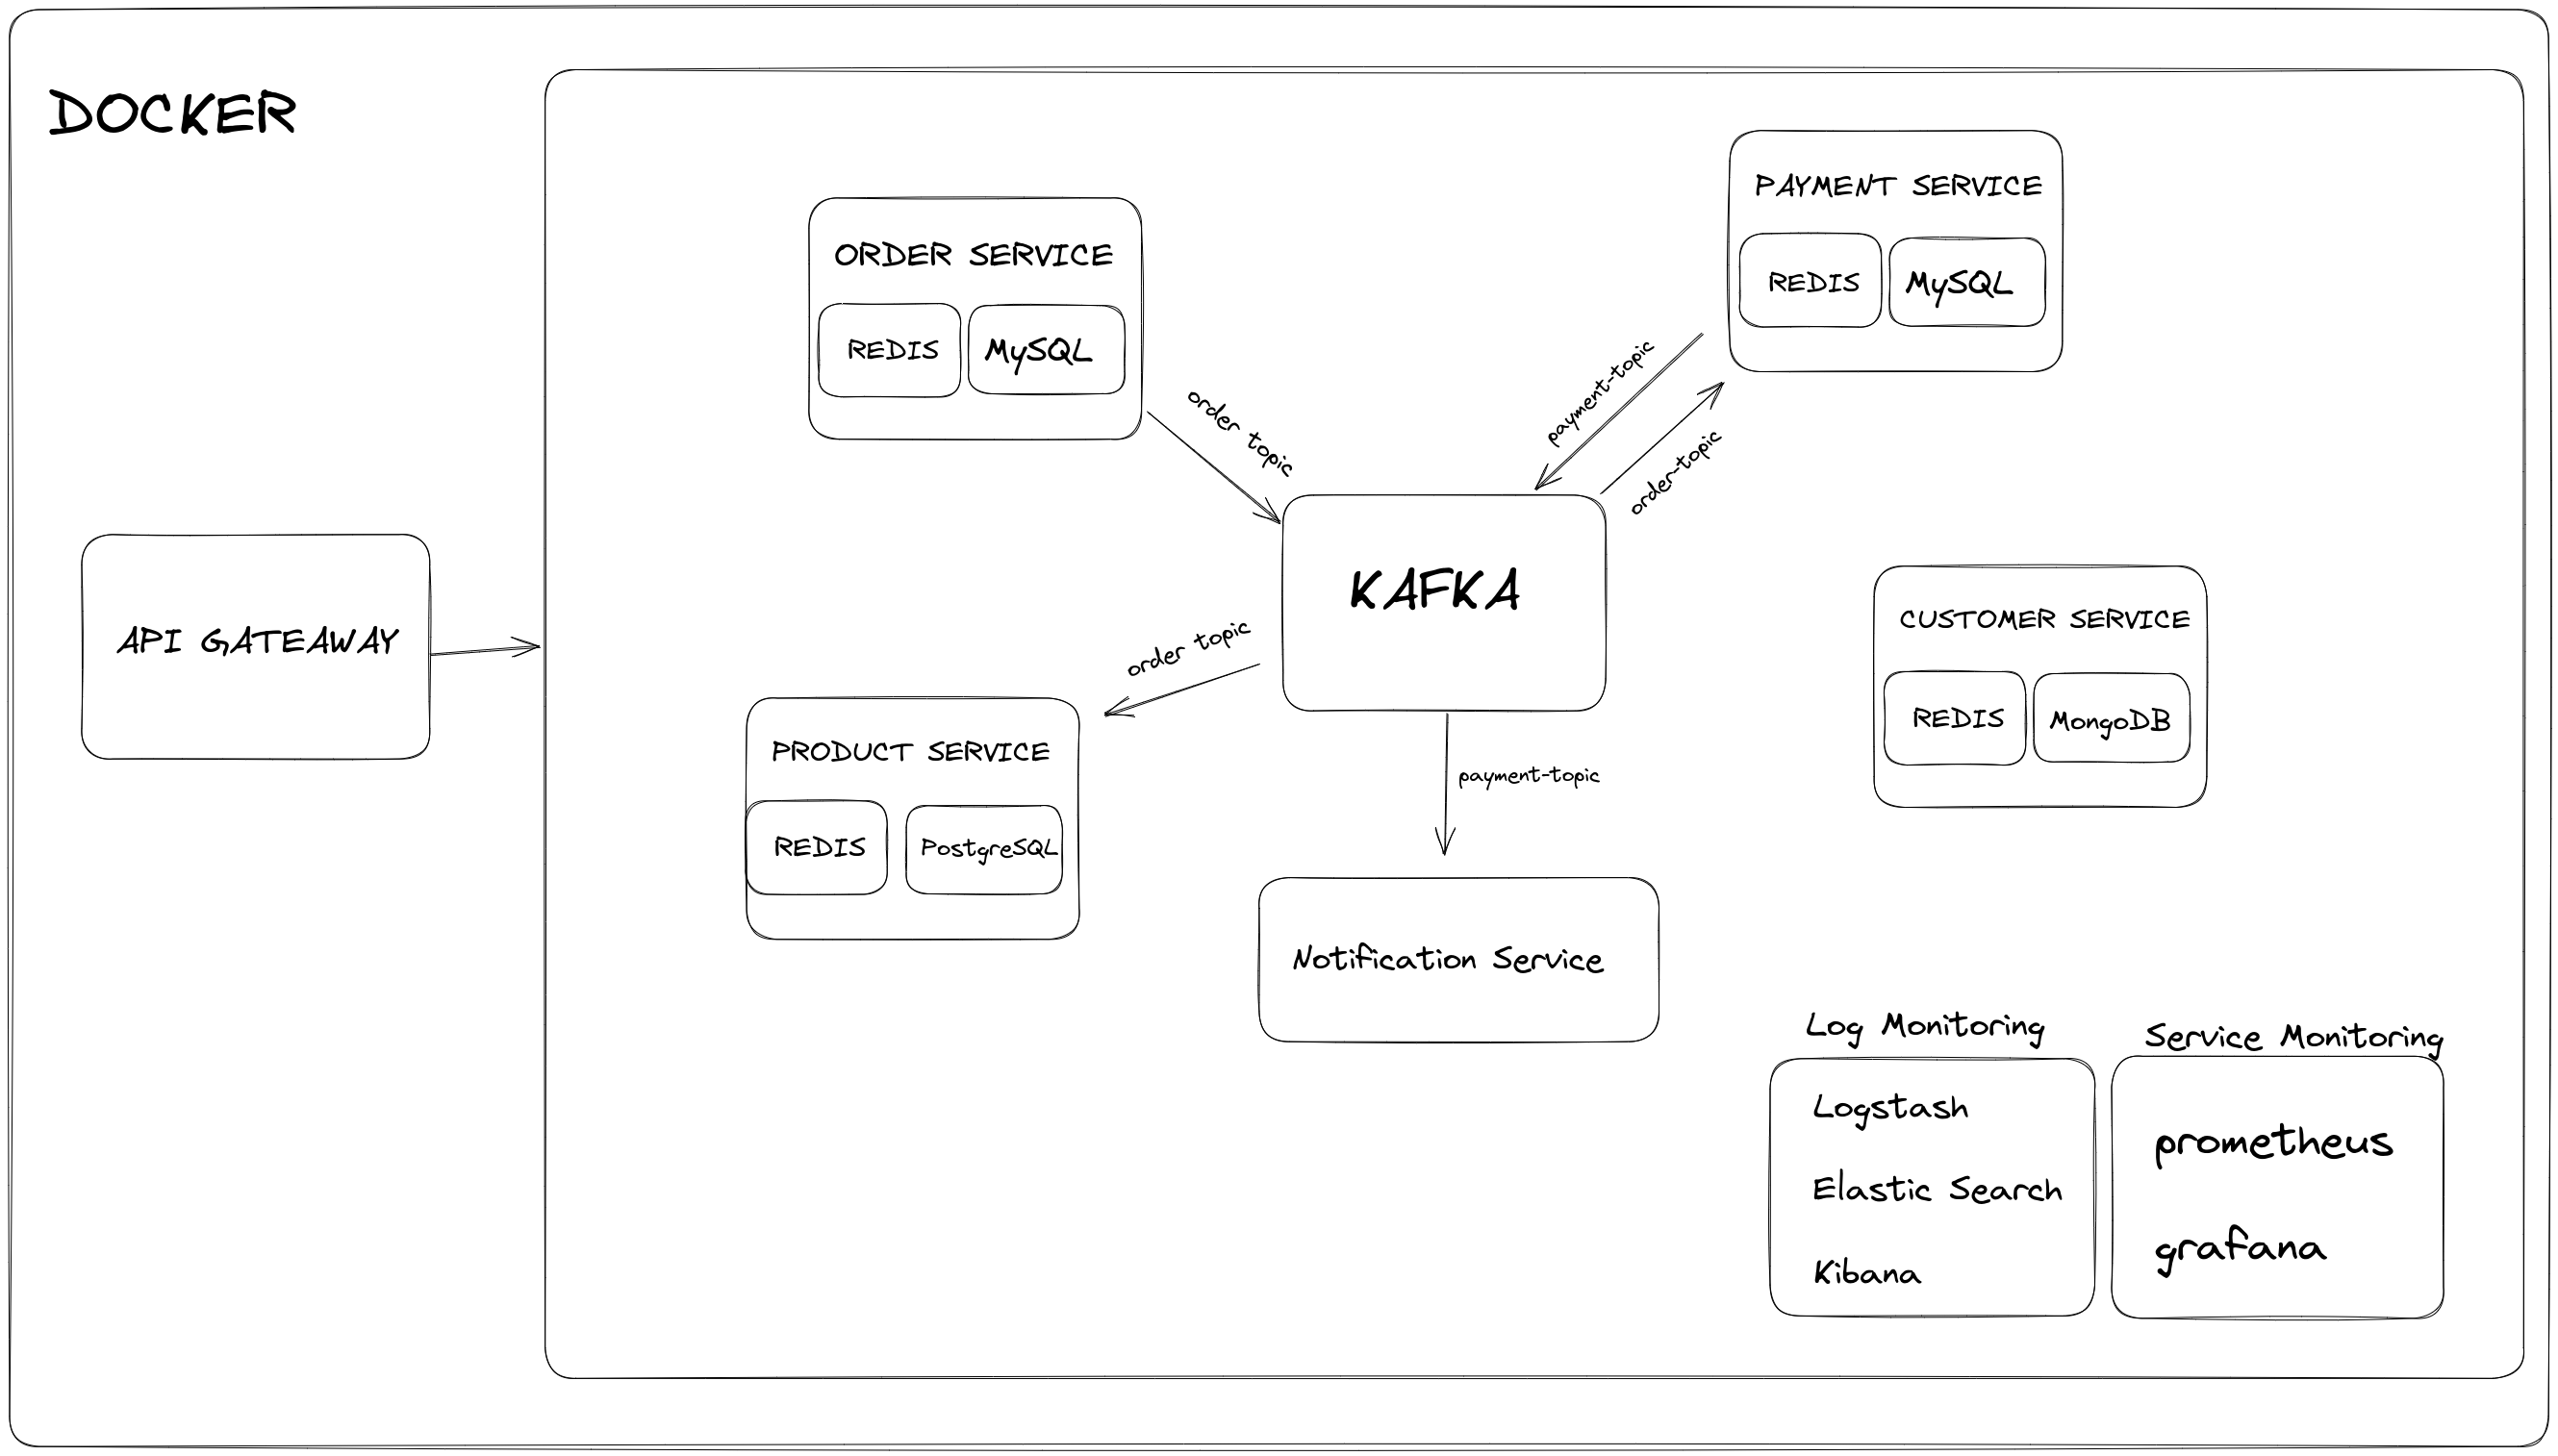 DOCKER
API GATEAWAY
ORDER SERVICE
REDIS
MySQL
order topic
PAYMENT SERVICE
REDIS
MySQL
payment-topic
order-topic
KAFKA
order topic
PRODUCT SERVICE
REDIS
PostgreSQL
payment-topic
Notification Service
CUSTOMER SERVICE
REDIS
MongoDB
Log Monitoring
Logstash
Elastic Search
Kibana
Service Monitoring
prometheus
grafana